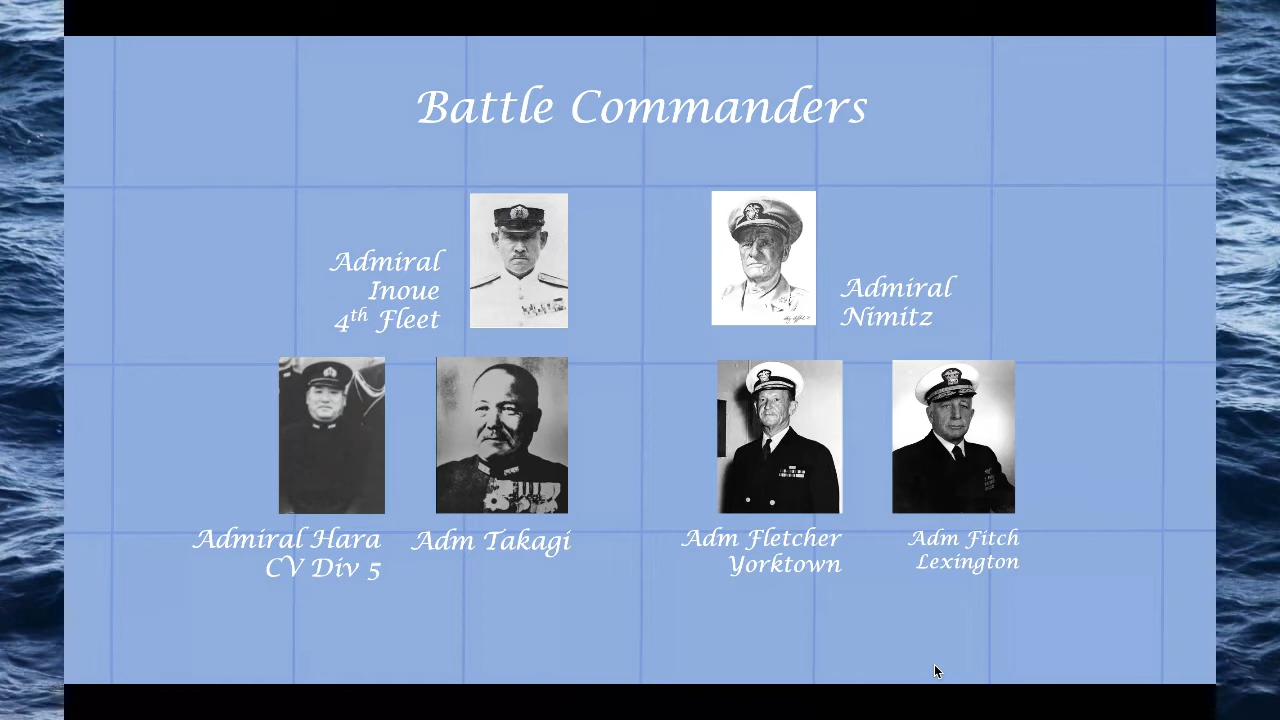 Battle Commanders
Admiral
Inoue
4th Fleet
Admiral
Nimitz
Admiral Hara
CV Div 5
Adm Takagi
Adm Fletcher
Yorktown
Adm Fitch
Lexington